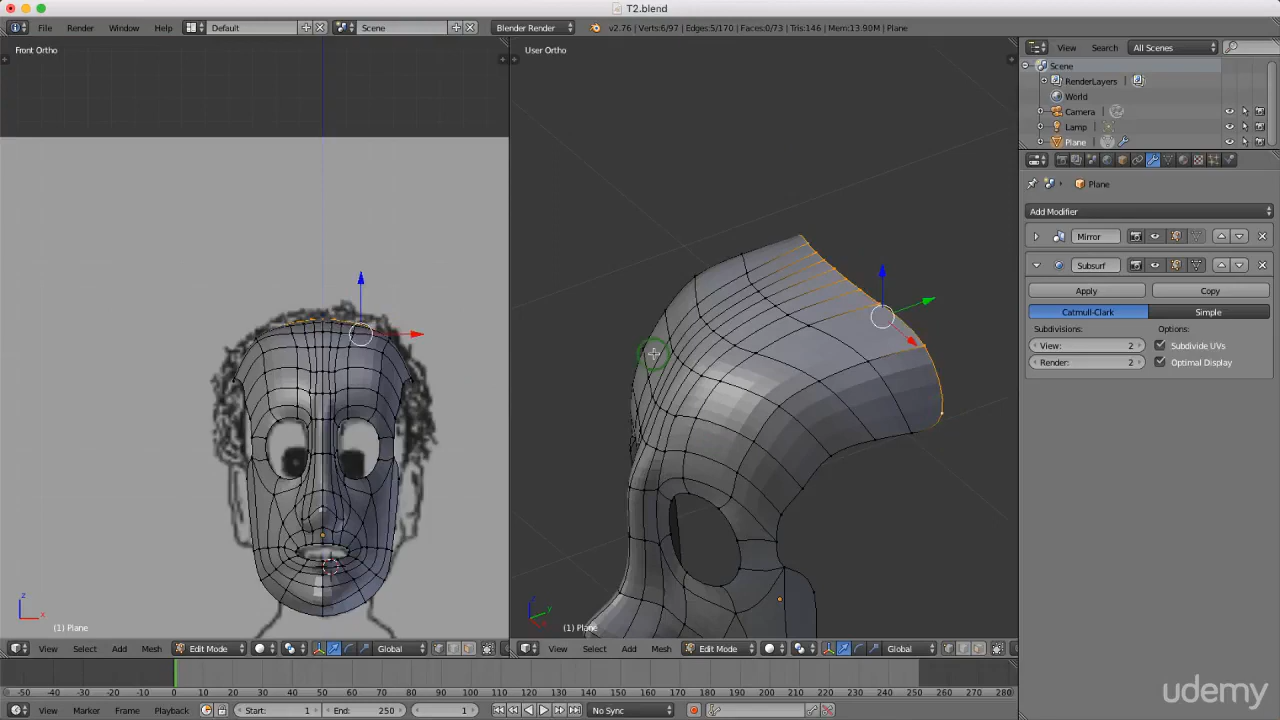 T2.blend
File Render Window Help Default Scene Blender Render v2.76 | Verts:6/97 | Edges:5/170 | Faces:0/73 | Tris:146 | Mem:13.90M | Plane
Front Ortho
User Ortho
View Search All Scenes
Scene
RenderLayers
World
Camera
Lamp
Plane
Plane
Add Modifier
Mirror
Subsurf
Apply Copy
Catmull-Clark Simple
Subdivisions: Options:
View: 2 Subdivide UVs
Render: 2 Optimal Display
z
x
(1) Plane
z
y
(1) Plane
View Select Add Mesh Edit Mode Global
View Select Add Mesh Edit Mode Global
-50 -40 -30 -20 -10 0 10 20 30 40 50 60 70 80 90 100 110 120 130 140 150 160 170 180 190 200 210 220 230 240 250 260 270 280
View Marker Frame Playback Start: 1 End: 250 1 No Sync
udemy